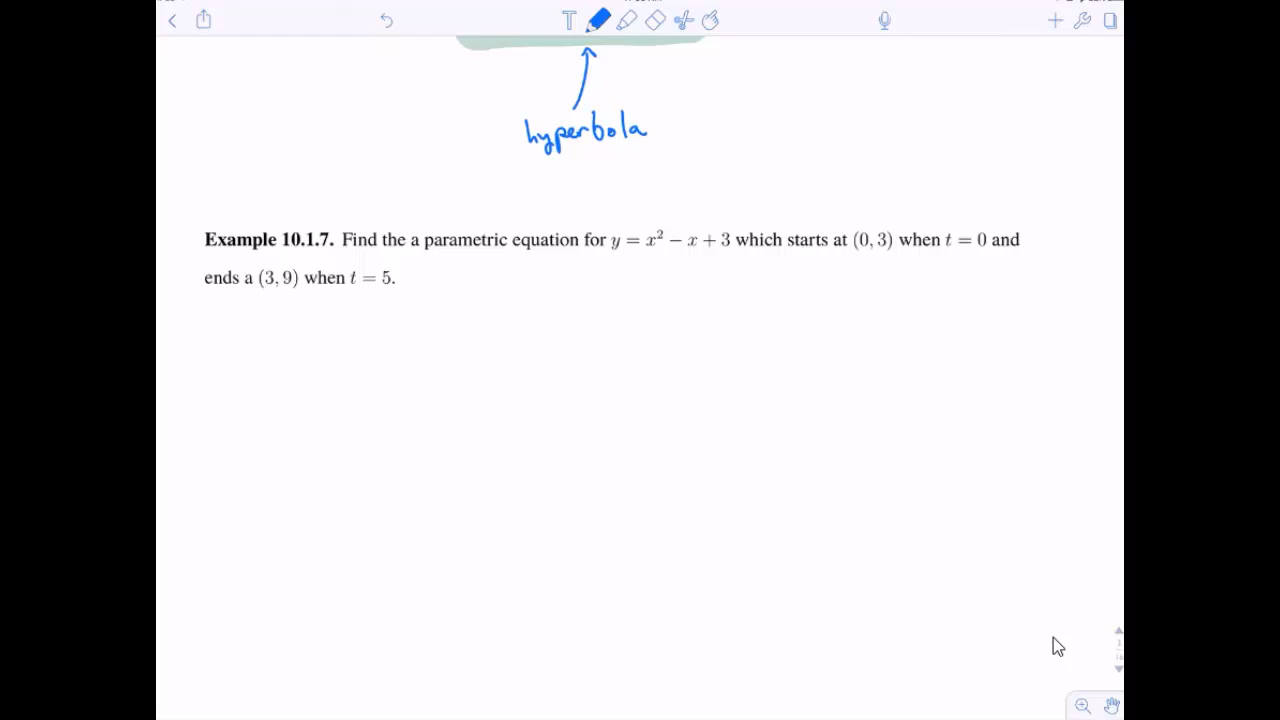 hyperbola
Example 10.1.7. Find the a parametric equation for y = x² − x + 3 which starts at (0, 3) when t = 0 and
ends a (3, 9) when t = 5.